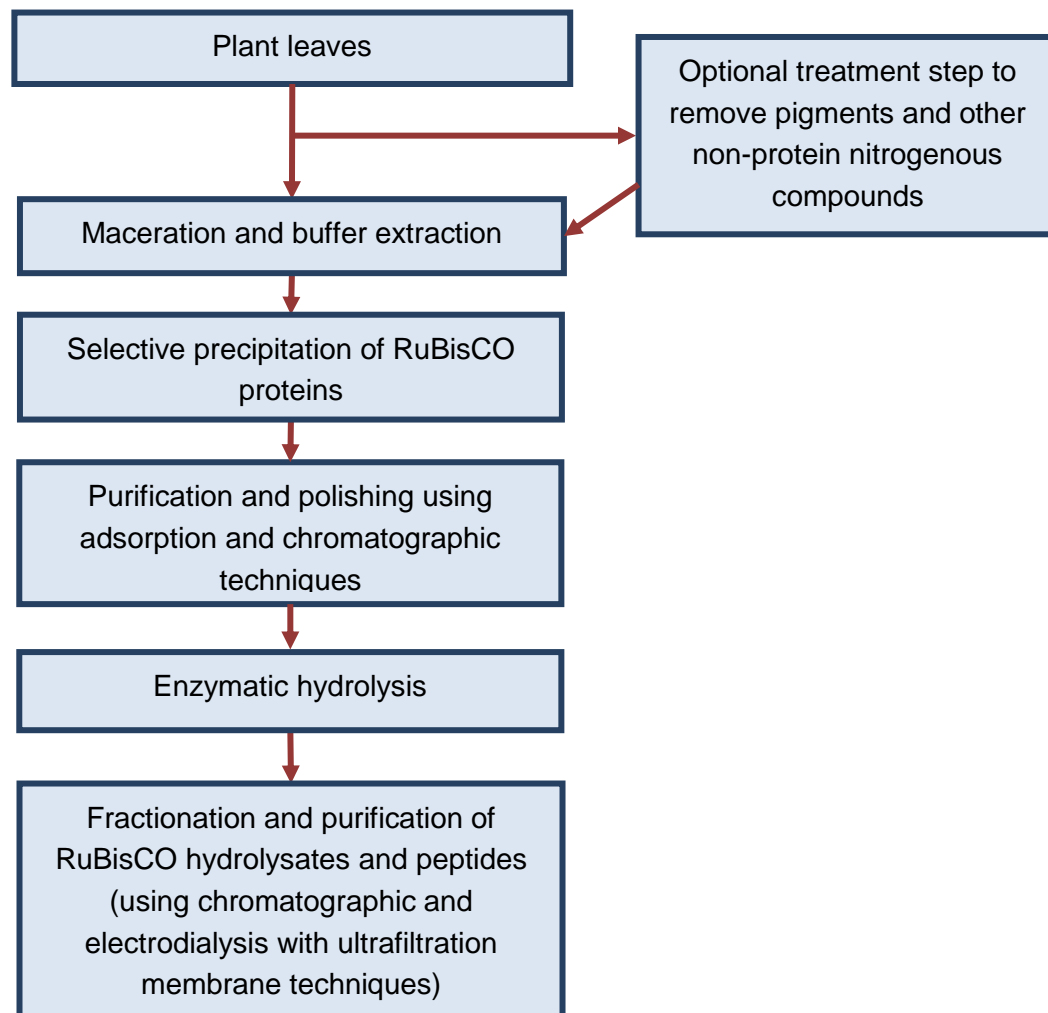 Plant leaves
Optional treatment step to
remove pigments and other
non-protein nitrogenous
compounds
Maceration and buffer extraction
Selective precipitation of RuBisCO
proteins
Purification and polishing using
adsorption and chromatographic
techniques
Enzymatic hydrolysis
Fractionation and purification of
RuBisCO hydrolysates and peptides
(using chromatographic and
electrodialysis with ultrafiltration
membrane techniques)